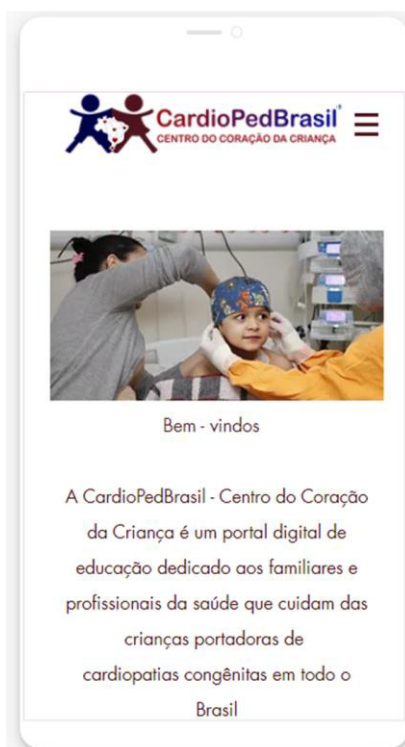 CardioPedBrasil
CENTRO DO CORAÇÃO DA CRIANÇA
Bem - vindos
A CardioPedBrasil - Centro do Coração
da Criança é um portal digital de
educação dedicado aos familiares e
profissionais da saúde que cuidam das
crianças portadoras de
cardiopatias congênitas em todo o
Brasil